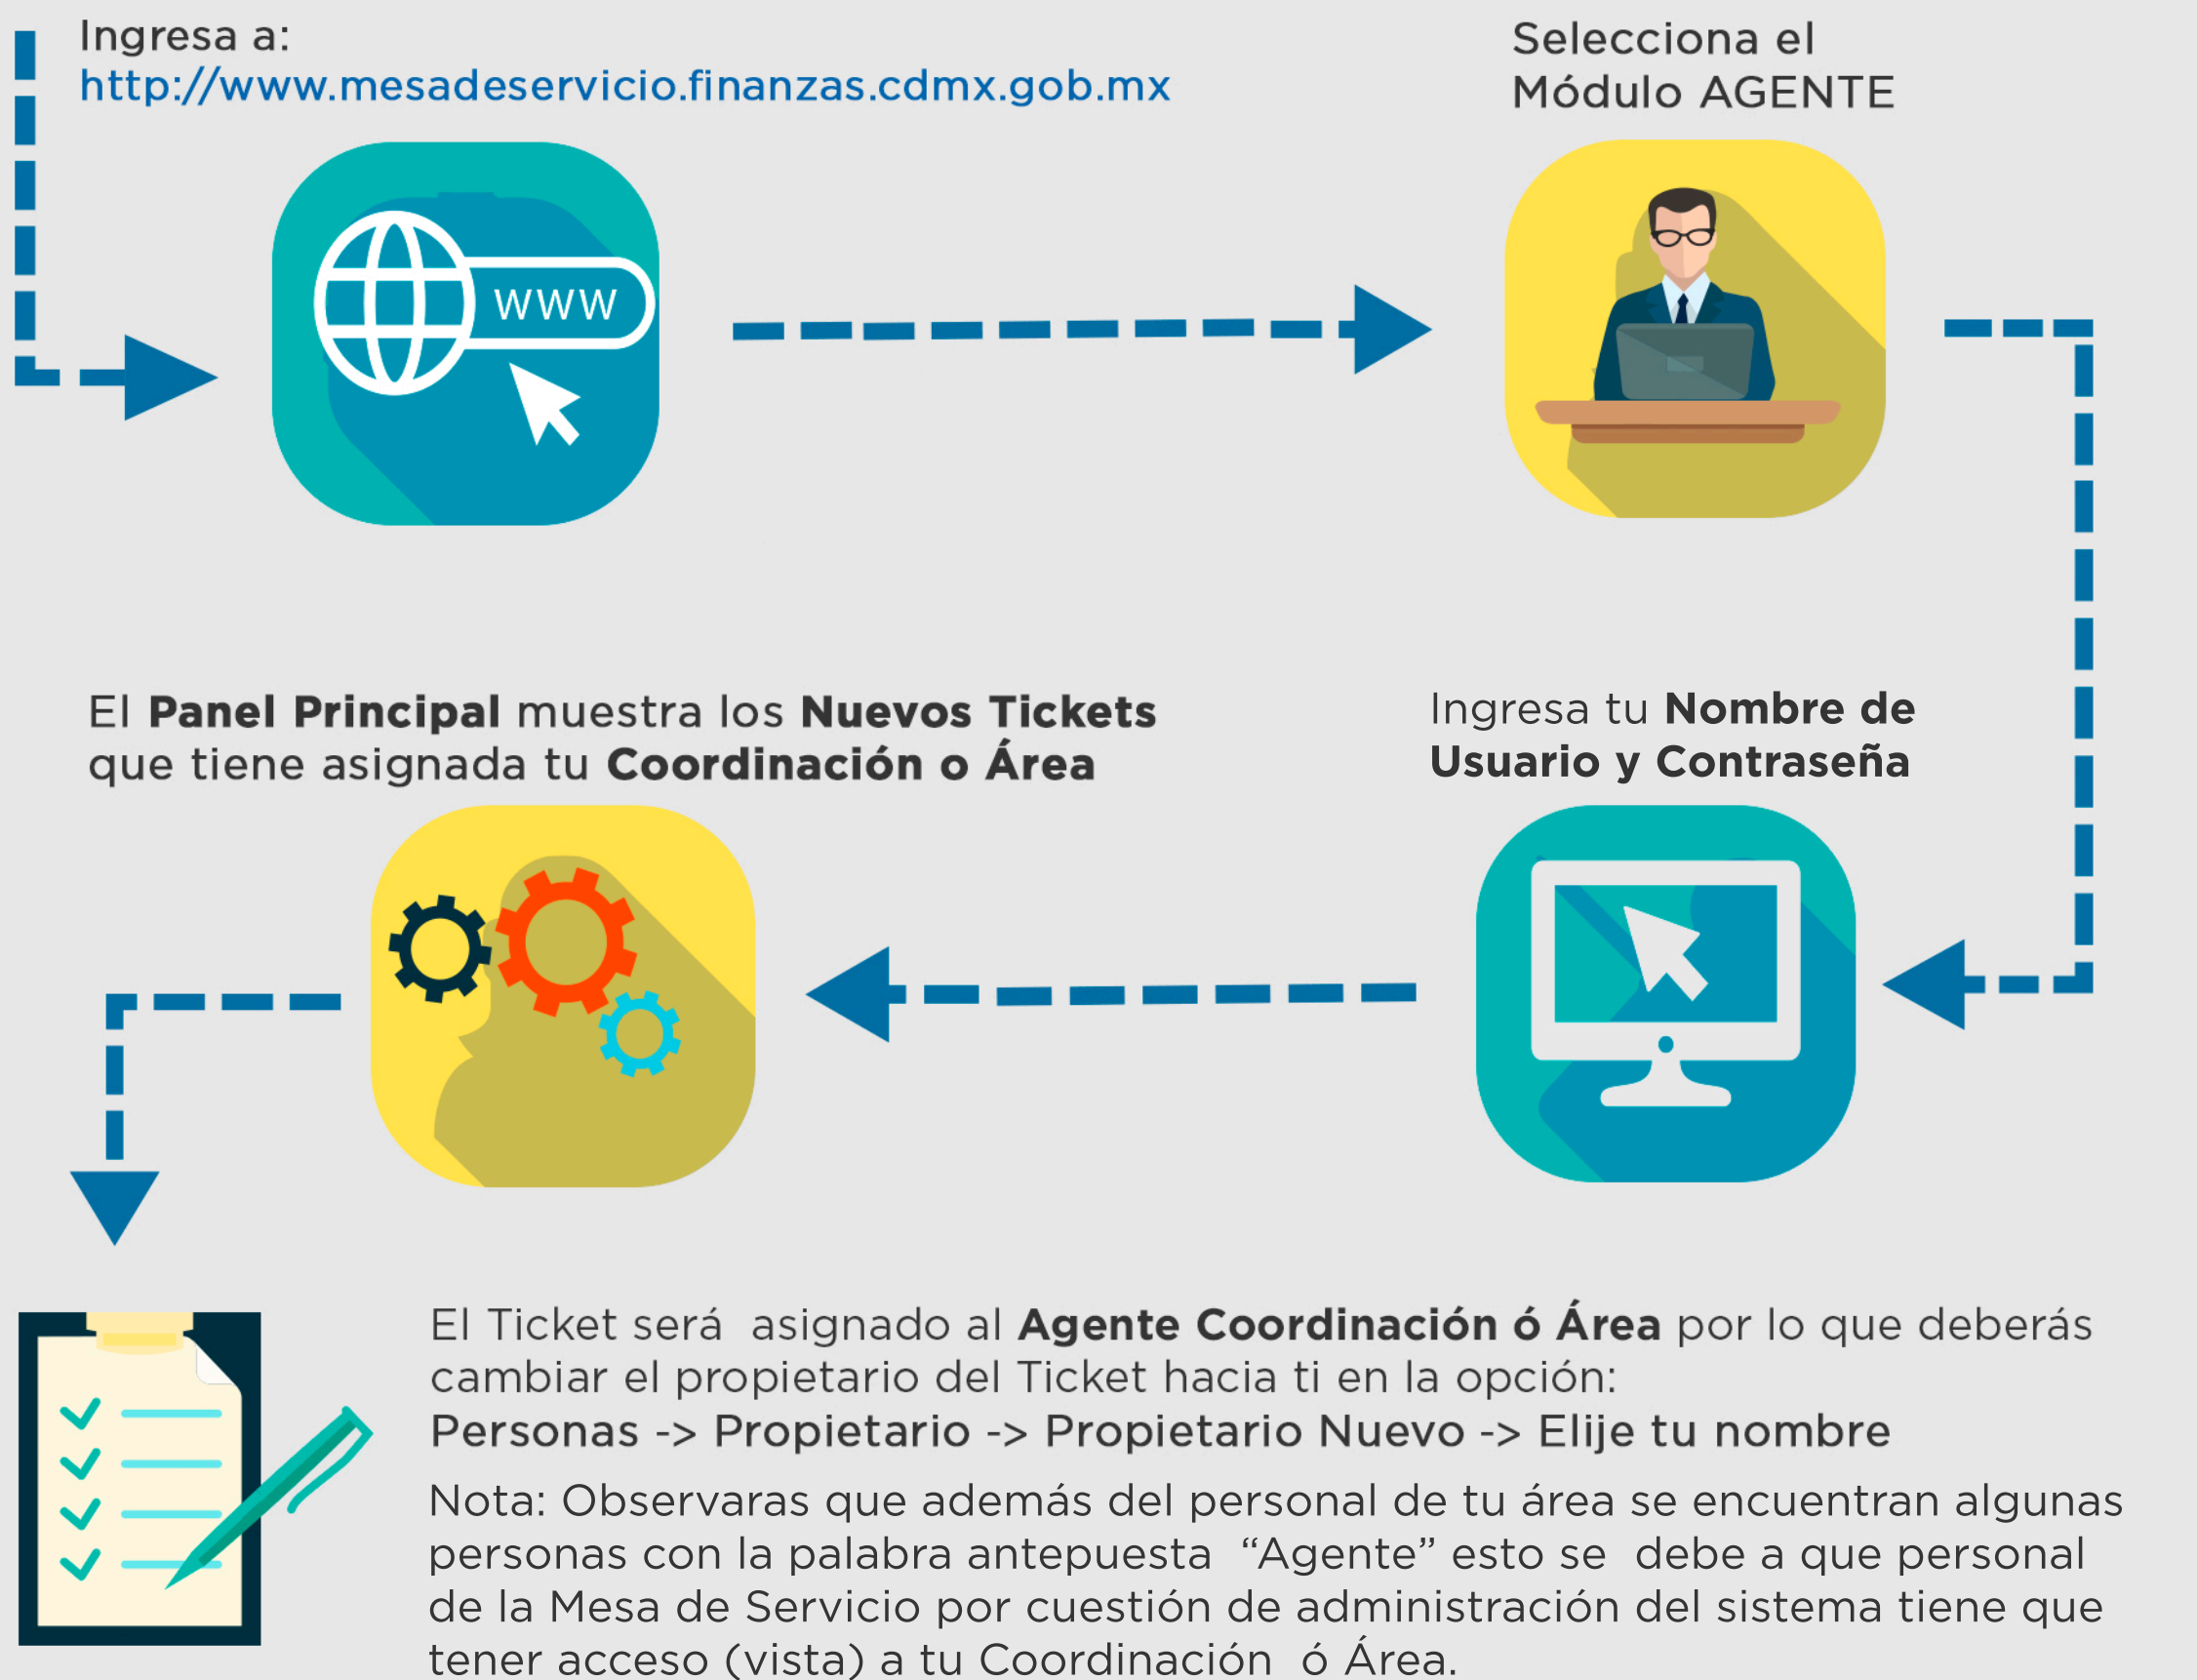 Ingresa a:
http://www.mesadeservicio.finanzas.cdmx.gob.mx
WWW
Selecciona el
Módulo AGENTE
Ingresa tu Nombre de
Usuario y Contraseña
El Panel Principal muestra los Nuevos Tickets
que tiene asignada tu Coordinación o Área
El Ticket será asignado al Agente Coordinación ó Área por lo que deberás
cambiar el propietario del Ticket hacia ti en la opción:
Personas -> Propietario -> Propietario Nuevo -> Elije tu nombre
Nota: Observaras que además del personal de tu área se encuentran algunas
personas con la palabra antepuesta “Agente” esto se debe a que personal
de la Mesa de Servicio por cuestión de administración del sistema tiene que
tener acceso (vista) a tu Coordinación ó Área.